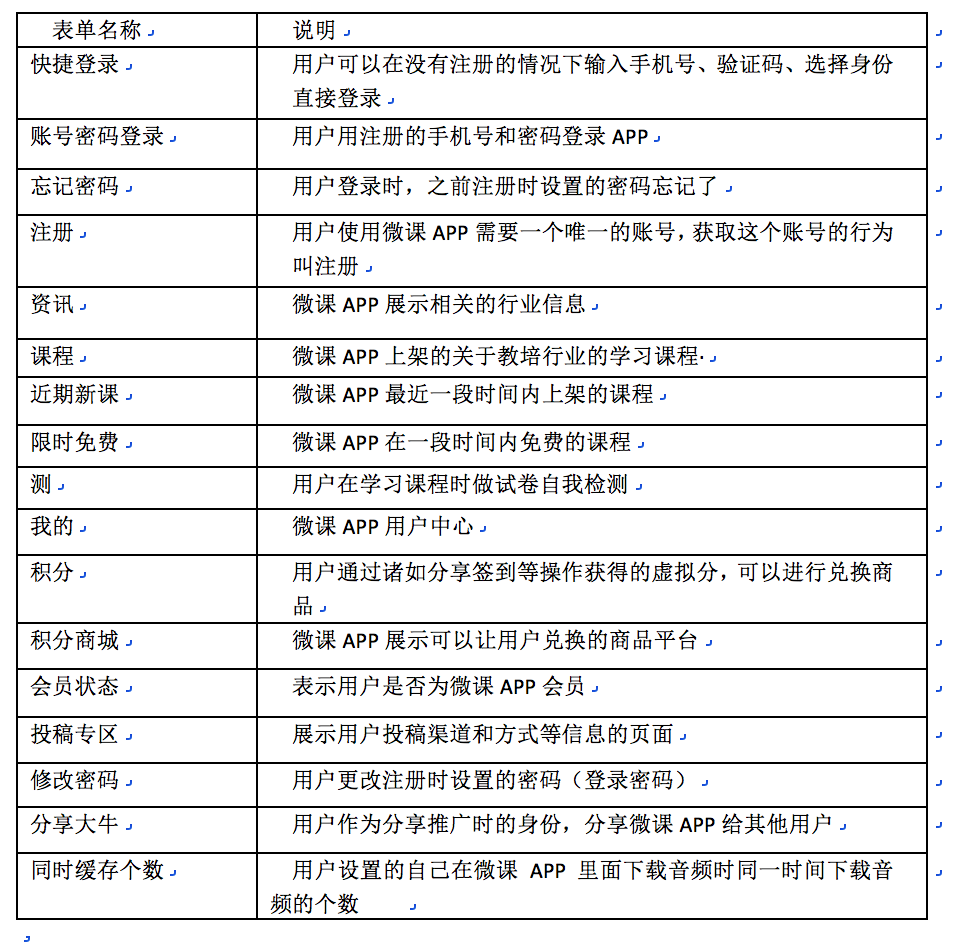 表单名称 说明
快捷登录 用户可以在没有注册的情况下输入手机号、验证码、选择身份
直接登录
账号密码登录 用户用注册的手机号和密码登录 APP
忘记密码 用户登录时，之前注册时设置的密码忘记了
注册 用户使用微课 APP 需要一个唯一的账号，获取这个账号的行为
叫注册
资讯 微课 APP 展示相关的行业信息
课程 微课 APP 上架的关于教培行业的学习课程·
近期新课 微课 APP 最近一段时间内上架的课程
限时免费 微课 APP 在一段时间内免费的课程
测 用户在学习课程时做试卷自我检测
我的 微课 APP 用户中心
积分 用户通过诸如分享签到等操作获得的虚拟分，可以进行兑换商
品
积分商城 微课 APP 展示可以让用户兑换的商品平台
会员状态 表示用户是否为微课 APP 会员
投稿专区 展示用户投稿渠道和方式等信息的页面
修改密码 用户更改注册时设置的密码（登录密码）
分享大牛 用户作为分享推广时的身份，分享微课 APP 给其他用户
同时缓存个数 用户设置的自己在微课 APP 里面下载音频时同一时间下载音
频的个数